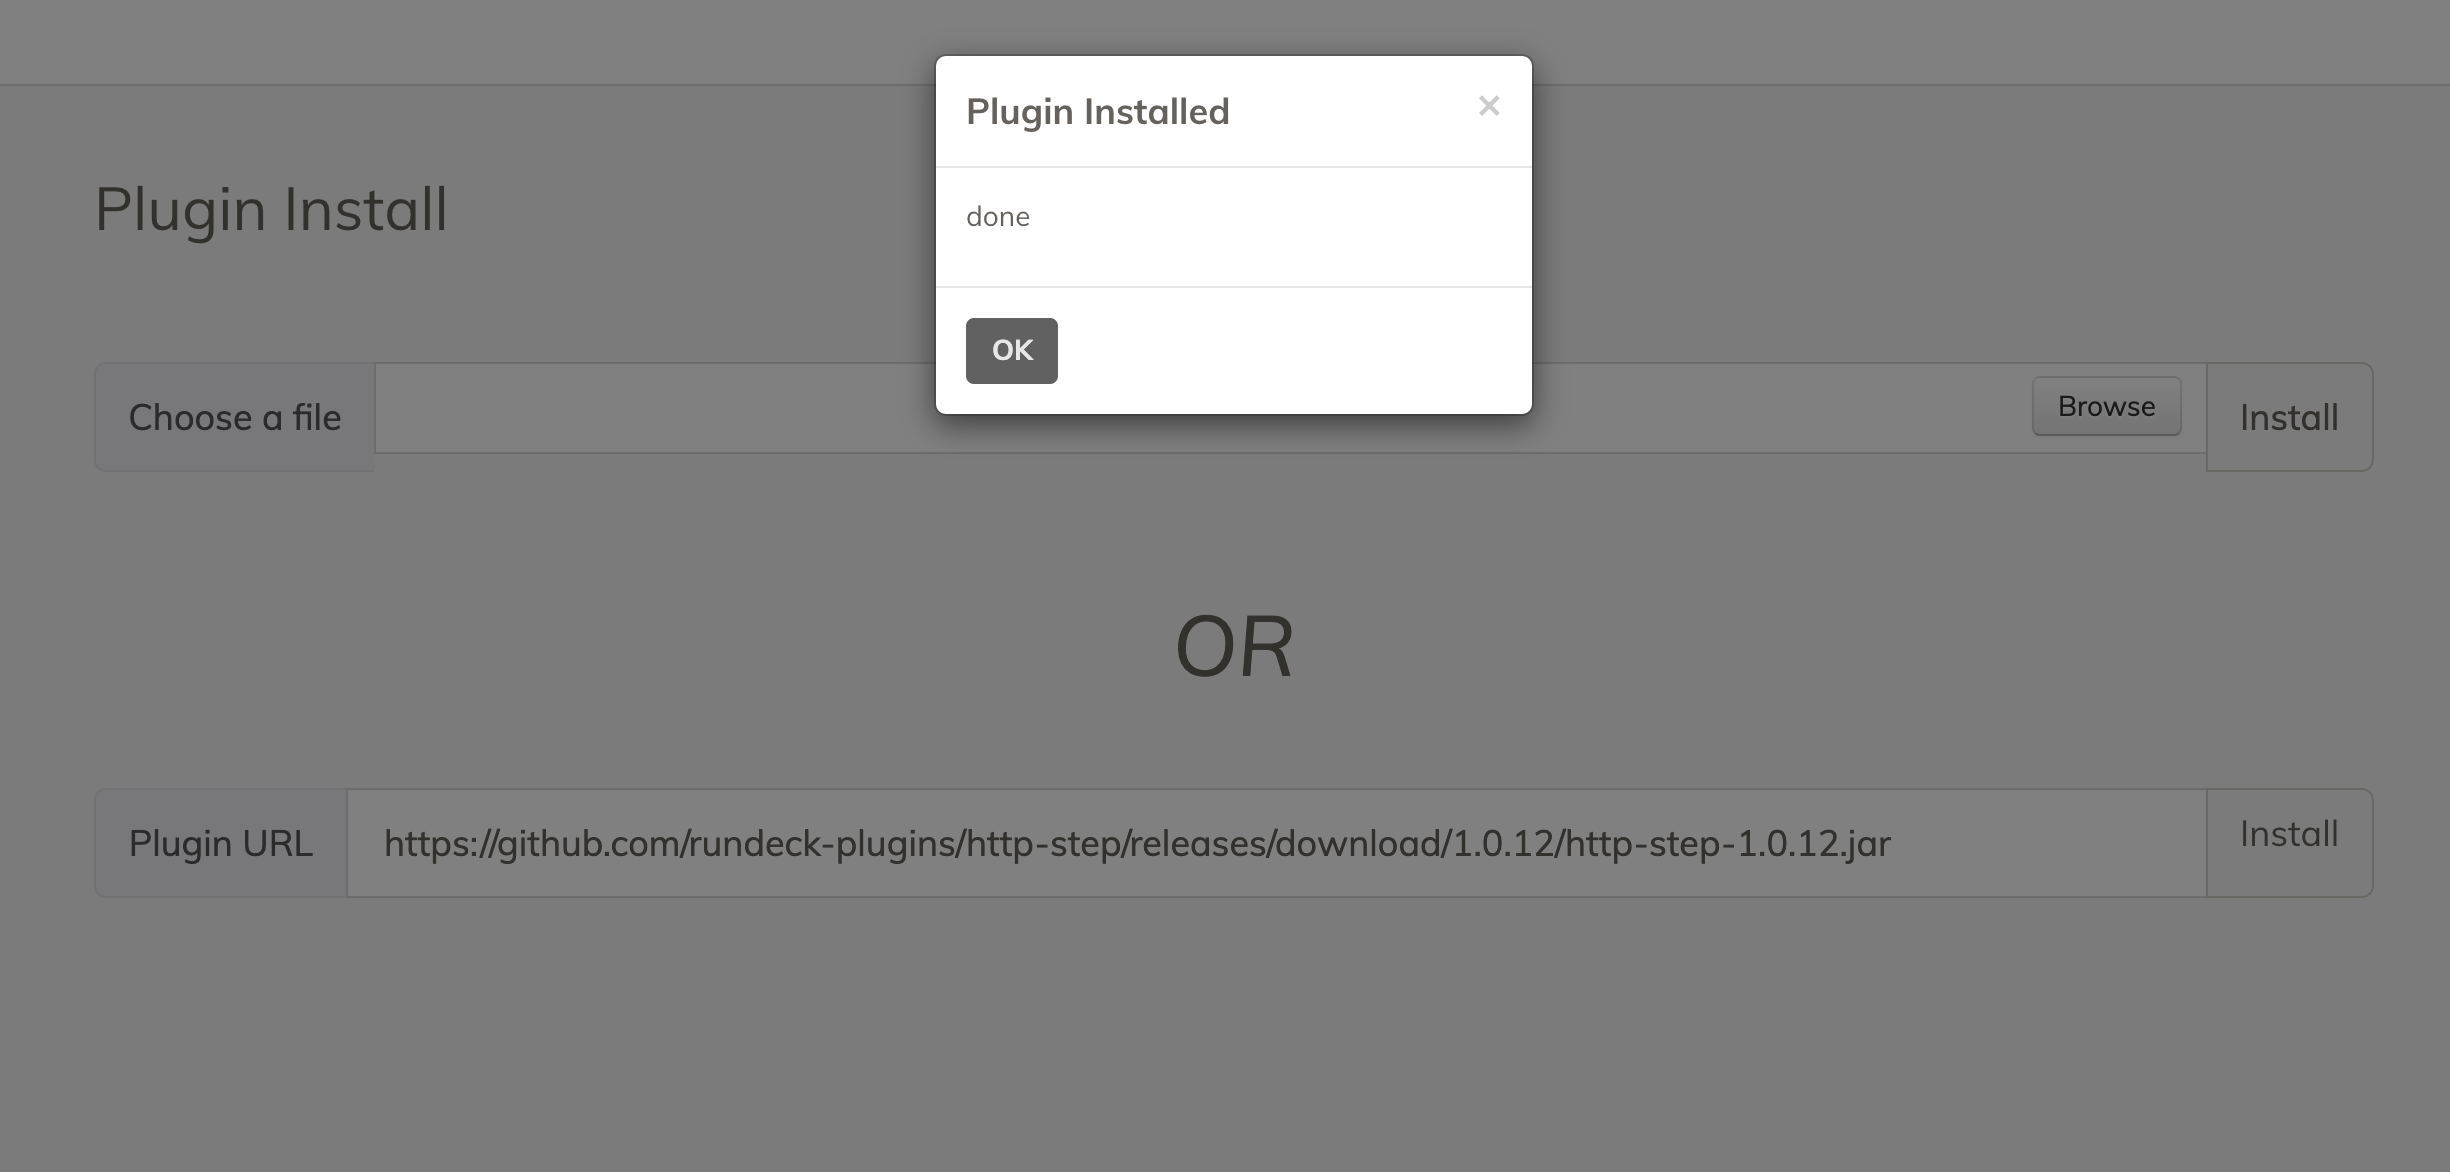 Plugin Installed
×
done
OK
Plugin Install
Choose a file
Browse
Install
OR
Plugin URL
https://github.com/rundeck-plugins/http-step/releases/download/1.0.12/http-step-1.0.12.jar
Install